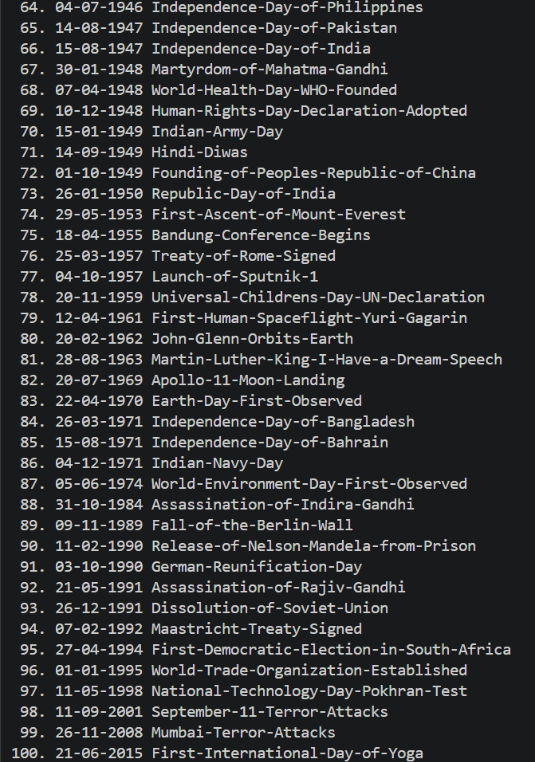 64. 04-07-1946 Independence-Day-of-Philippines
65. 14-08-1947 Independence-Day-of-Pakistan
66. 15-08-1947 Independence-Day-of-India
67. 30-01-1948 Martyrdom-of-Mahatma-Gandhi
68. 07-04-1948 World-Health-Day-WHO-Founded
69. 10-12-1948 Human-Rights-Day-Declaration-Adopted
70. 15-01-1949 Indian-Army-Day
71. 14-09-1949 Hindi-Diwas
72. 01-10-1949 Founding-of-Peoples-Republic-of-China
73. 26-01-1950 Republic-Day-of-India
74. 29-05-1953 First-Ascent-of-Mount-Everest
75. 18-04-1955 Bandung-Conference-Begins
76. 25-03-1957 Treaty-of-Rome-Signed
77. 04-10-1957 Launch-of-Sputnik-1
78. 20-11-1959 Universal-Childrens-Day-UN-Declaration
79. 12-04-1961 First-Human-Spaceflight-Yuri-Gagarin
80. 20-02-1962 John-Glenn-Orbits-Earth
81. 28-08-1963 Martin-Luther-King-I-Have-a-Dream-Speech
82. 20-07-1969 Apollo-11-Moon-Landing
83. 22-04-1970 Earth-Day-First-Observed
84. 26-03-1971 Independence-Day-of-Bangladesh
85. 15-08-1971 Independence-Day-of-Bahrain
86. 04-12-1971 Indian-Navy-Day
87. 05-06-1974 World-Environment-Day-First-Observed
88. 31-10-1984 Assassination-of-Indira-Gandhi
89. 09-11-1989 Fall-of-the-Berlin-Wall
90. 11-02-1990 Release-of-Nelson-Mandela-from-Prison
91. 03-10-1990 German-Reunification-Day
92. 21-05-1991 Assassination-of-Rajiv-Gandhi
93. 26-12-1991 Dissolution-of-Soviet-Union
94. 07-02-1992 Maastricht-Treaty-Signed
95. 27-04-1994 First-Democratic-Election-in-South-Africa
96. 01-01-1995 World-Trade-Organization-Established
97. 11-05-1998 National-Technology-Day-Pokhran-Test
98. 11-09-2001 September-11-Terror-Attacks
99. 26-11-2008 Mumbai-Terror-Attacks
100. 21-06-2015 First-International-Day-of-Yoga